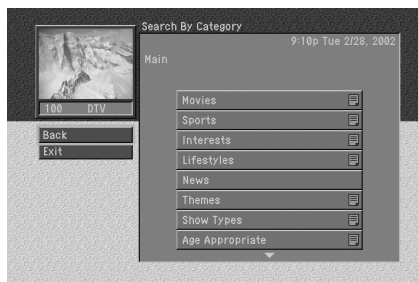 Search By Category
9:10p Tue 2/28, 2002
Main
100 DTV
Back
Exit
Movies
Sports
Interests
Lifestyles
News
Themes
Show Types
Age Appropriate